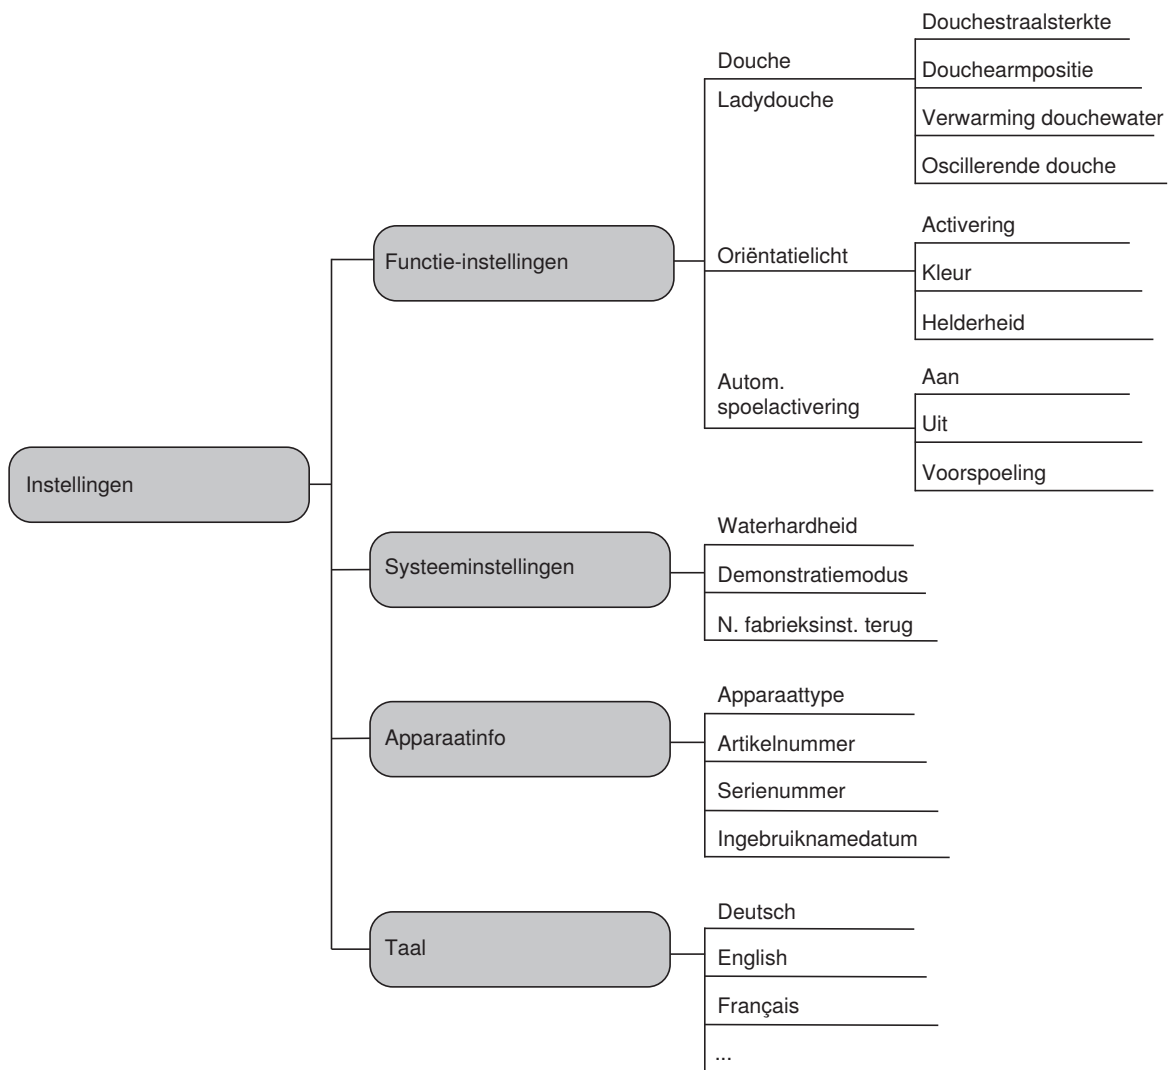 Instellingen
Functie-instellingen
Douche
Ladydouche
Douchestraalsterkte
Douchearmpositie
Verwarming douchewater
Oscillerende douche
Oriëntatielicht
Activering
Kleur
Helderheid
Autom.
spoelactivering
Aan
Uit
Voorspoeling
Systeeminstellingen
Waterhardheid
Demonstratiemodus
N. fabrieksinst. terug
Apparaatinfo
Apparaattype
Artikelnummer
Serienummer
Ingebruiknamedatum
Taal
Deutsch
English
Français
...